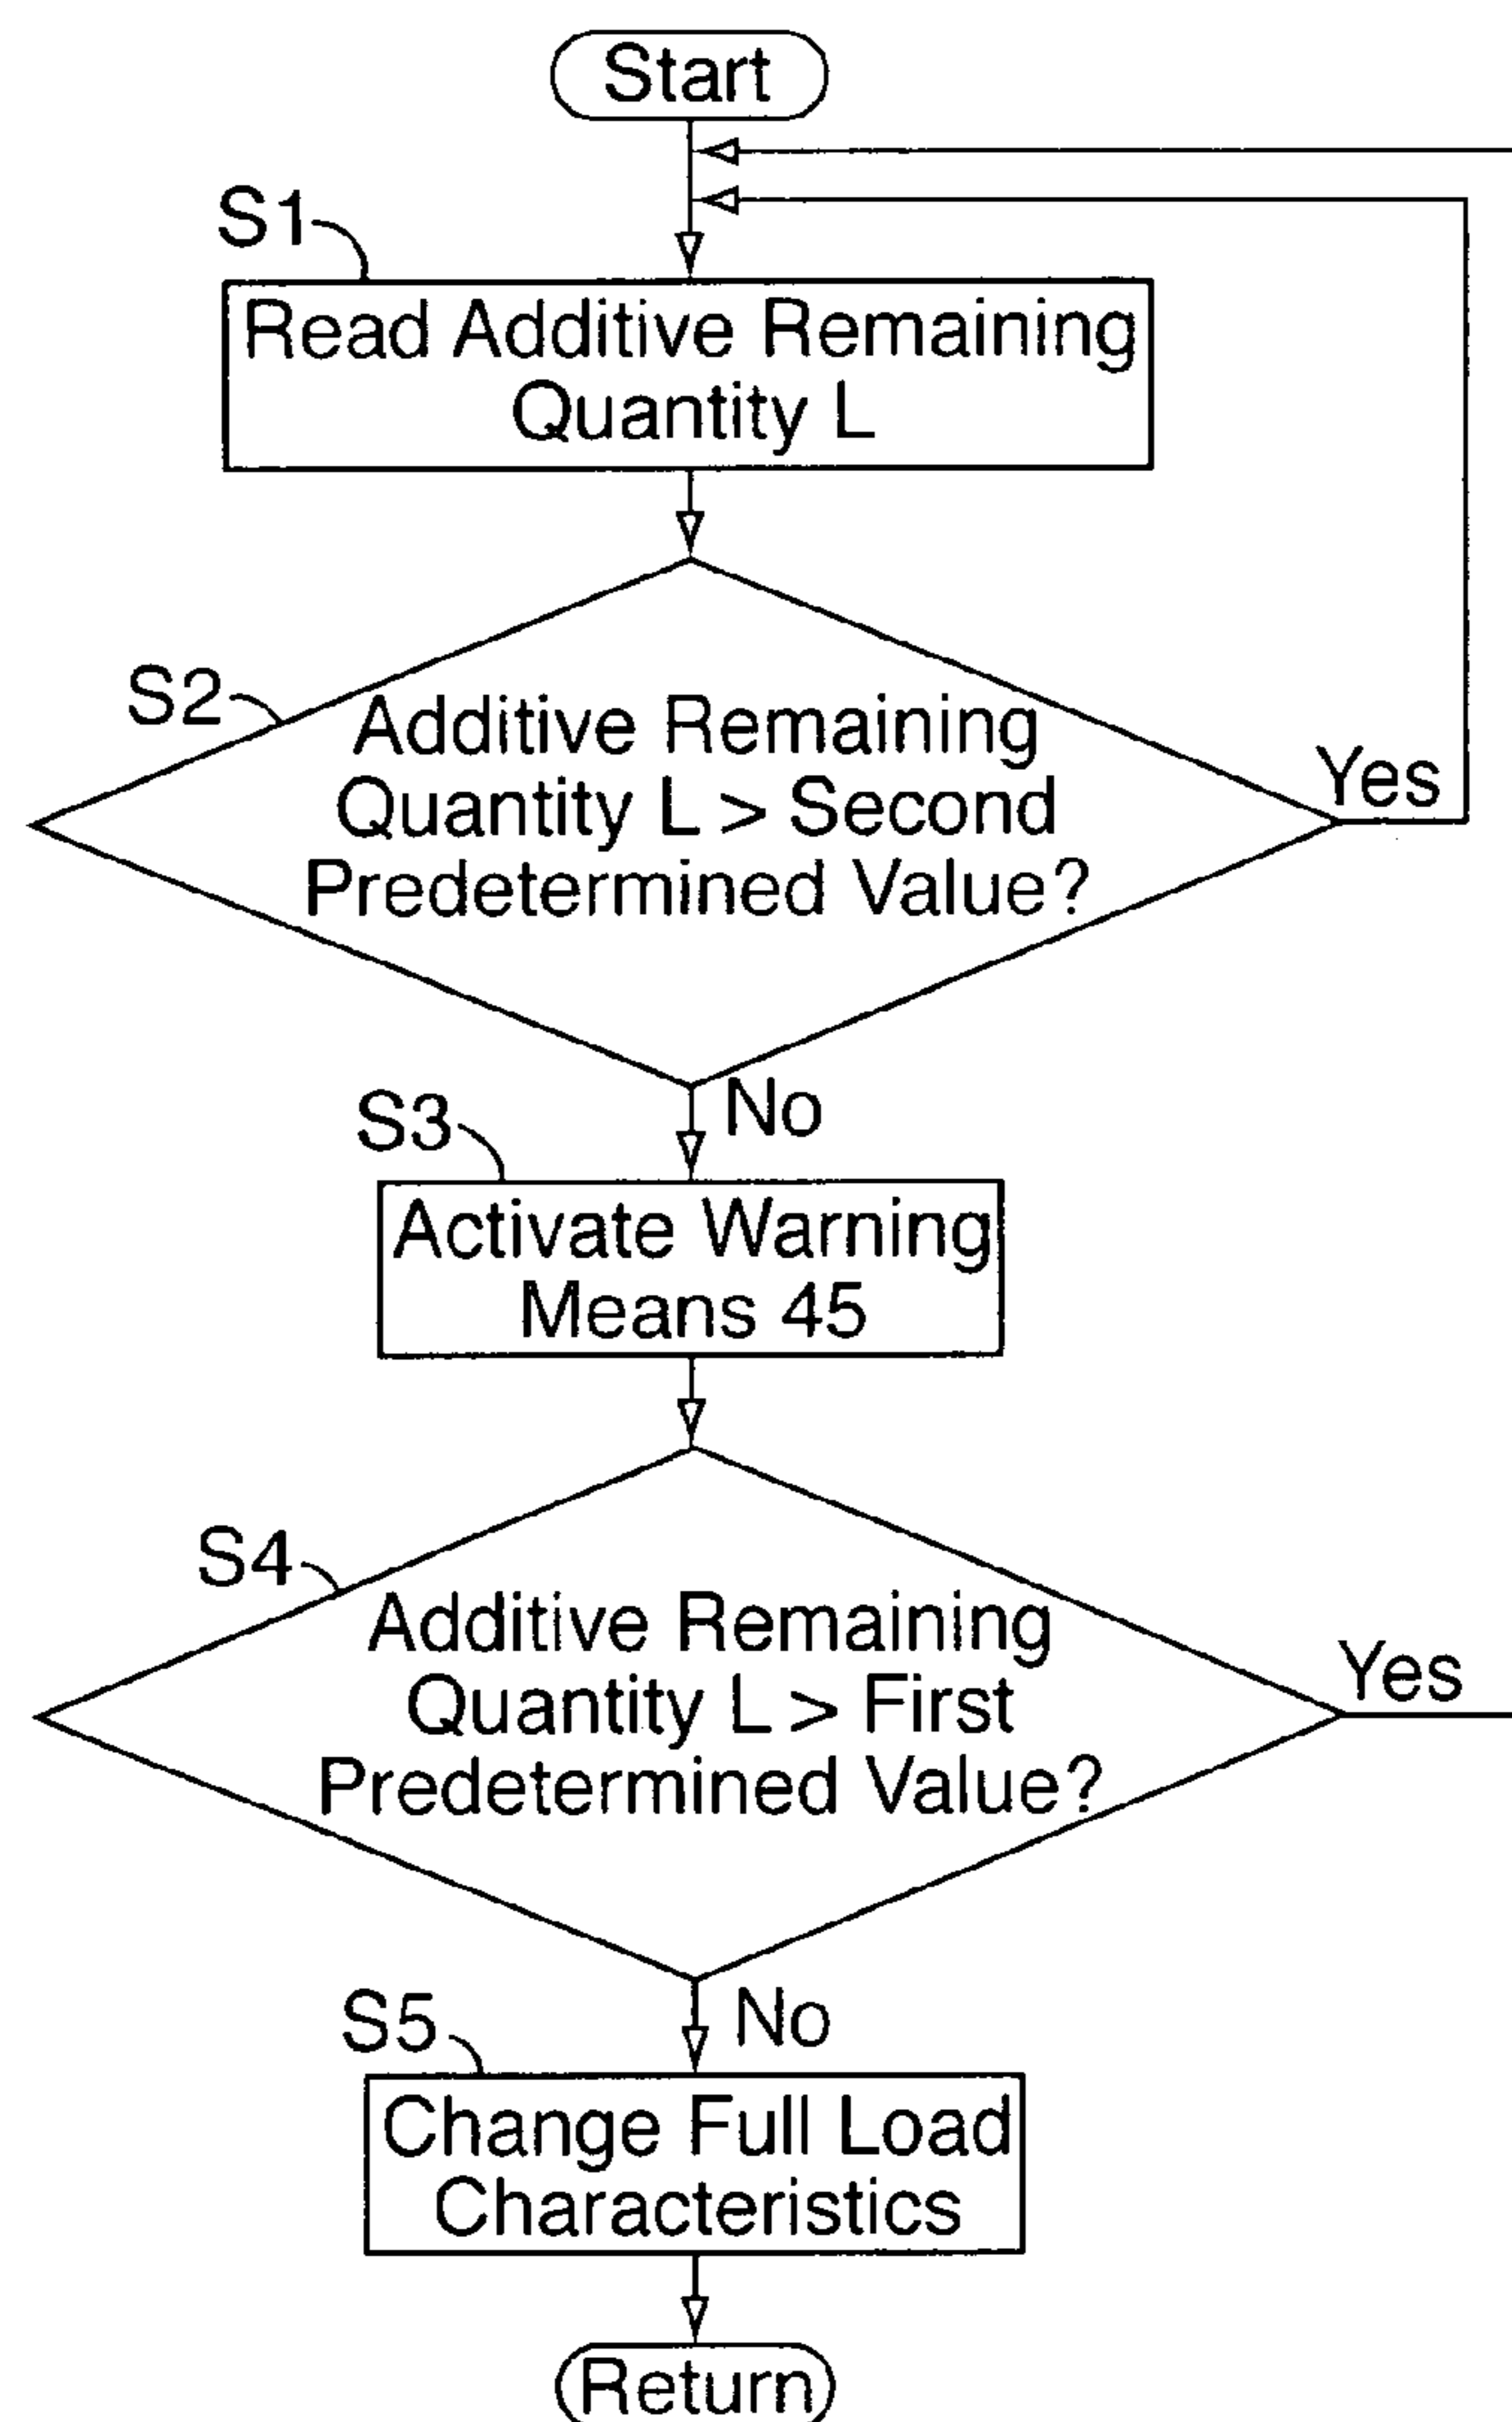 Start
S1
Read Additive Remaining
Quantity L
S2
Additive Remaining
Quantity L > Second
Predetermined Value?
Yes
No
S3
Activate Warning
Means 45
S4
Additive Remaining
Quantity L > First
Predetermined Value?
Yes
No
S5
Change Full Load
Characteristics
Return